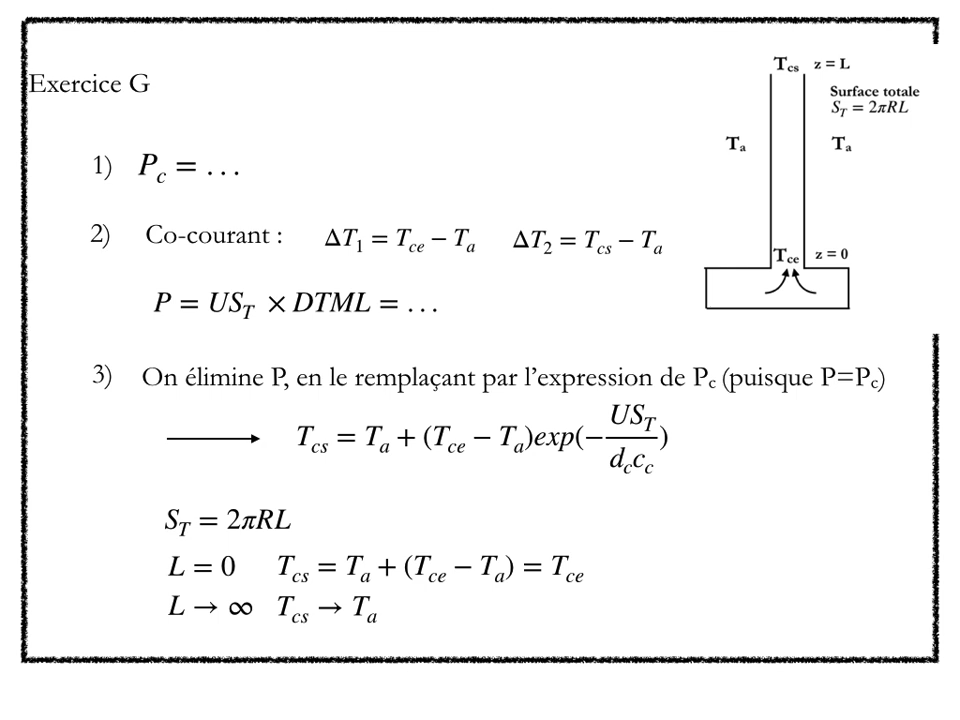 Exercice G
1) P_c = . . .
2) Co-courant : ΔT_1 = T_ce − T_a ΔT_2 = T_cs − T_a
P = US_T × DTML = . . .
3) On élimine P, en le remplaçant par l’expression de P_c (puisque P=P_c)
T_cs = T_a + (T_ce − T_a)exp(−US_T/d_cc_c)
S_T = 2πRL
L = 0 T_cs = T_a + (T_ce − T_a) = T_ce
L → ∞ T_cs → T_a
T_cs z = L
Surface totale
S_T = 2πRL
T_a T_a
T_ce z = 0